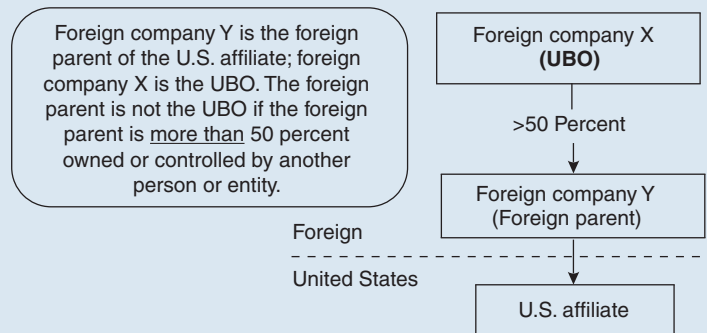 Foreign company Y is the foreign
parent of the U.S. affiliate; foreign
company X is the UBO. The foreign
parent is not the UBO if the foreign
parent is more than 50 percent
owned or controlled by another
person or entity.
Foreign company X
(UBO)
>50 Percent
Foreign company Y
(Foreign parent)
Foreign
United States
U.S. affiliate